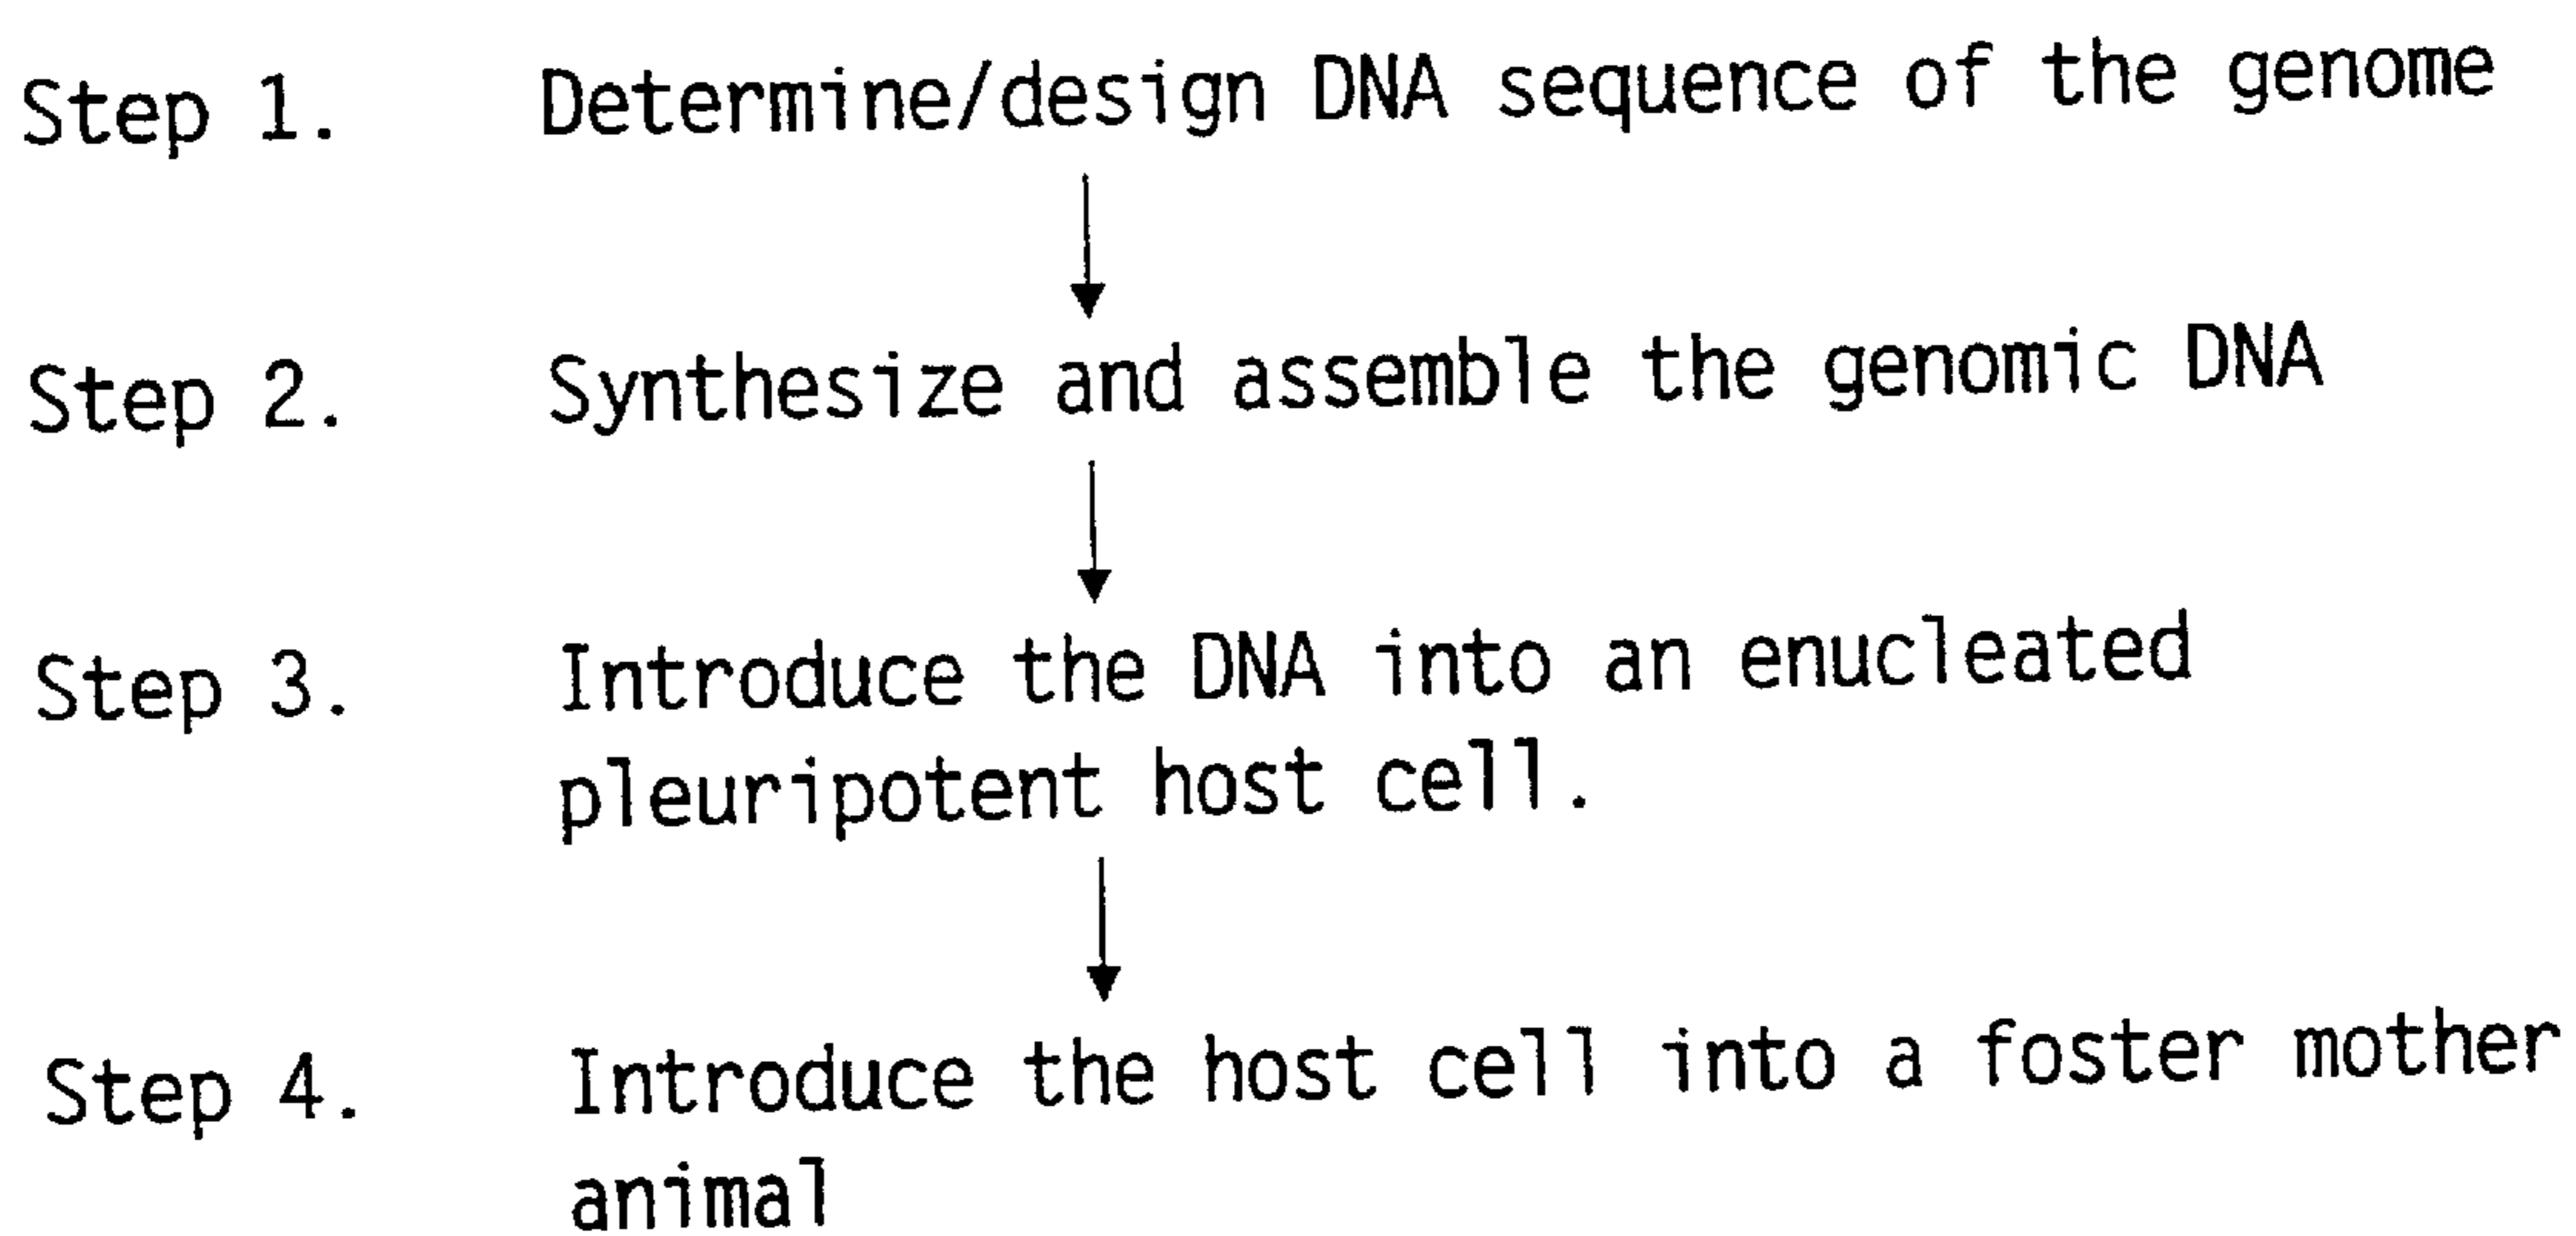 Step 1. Determine/design DNA sequence of the genome
Step 2. Synthesize and assemble the genomic DNA
Step 3. Introduce the DNA into an enucleated
pleuripotent host cell.
Step 4. Introduce the host cell into a foster mother
animal